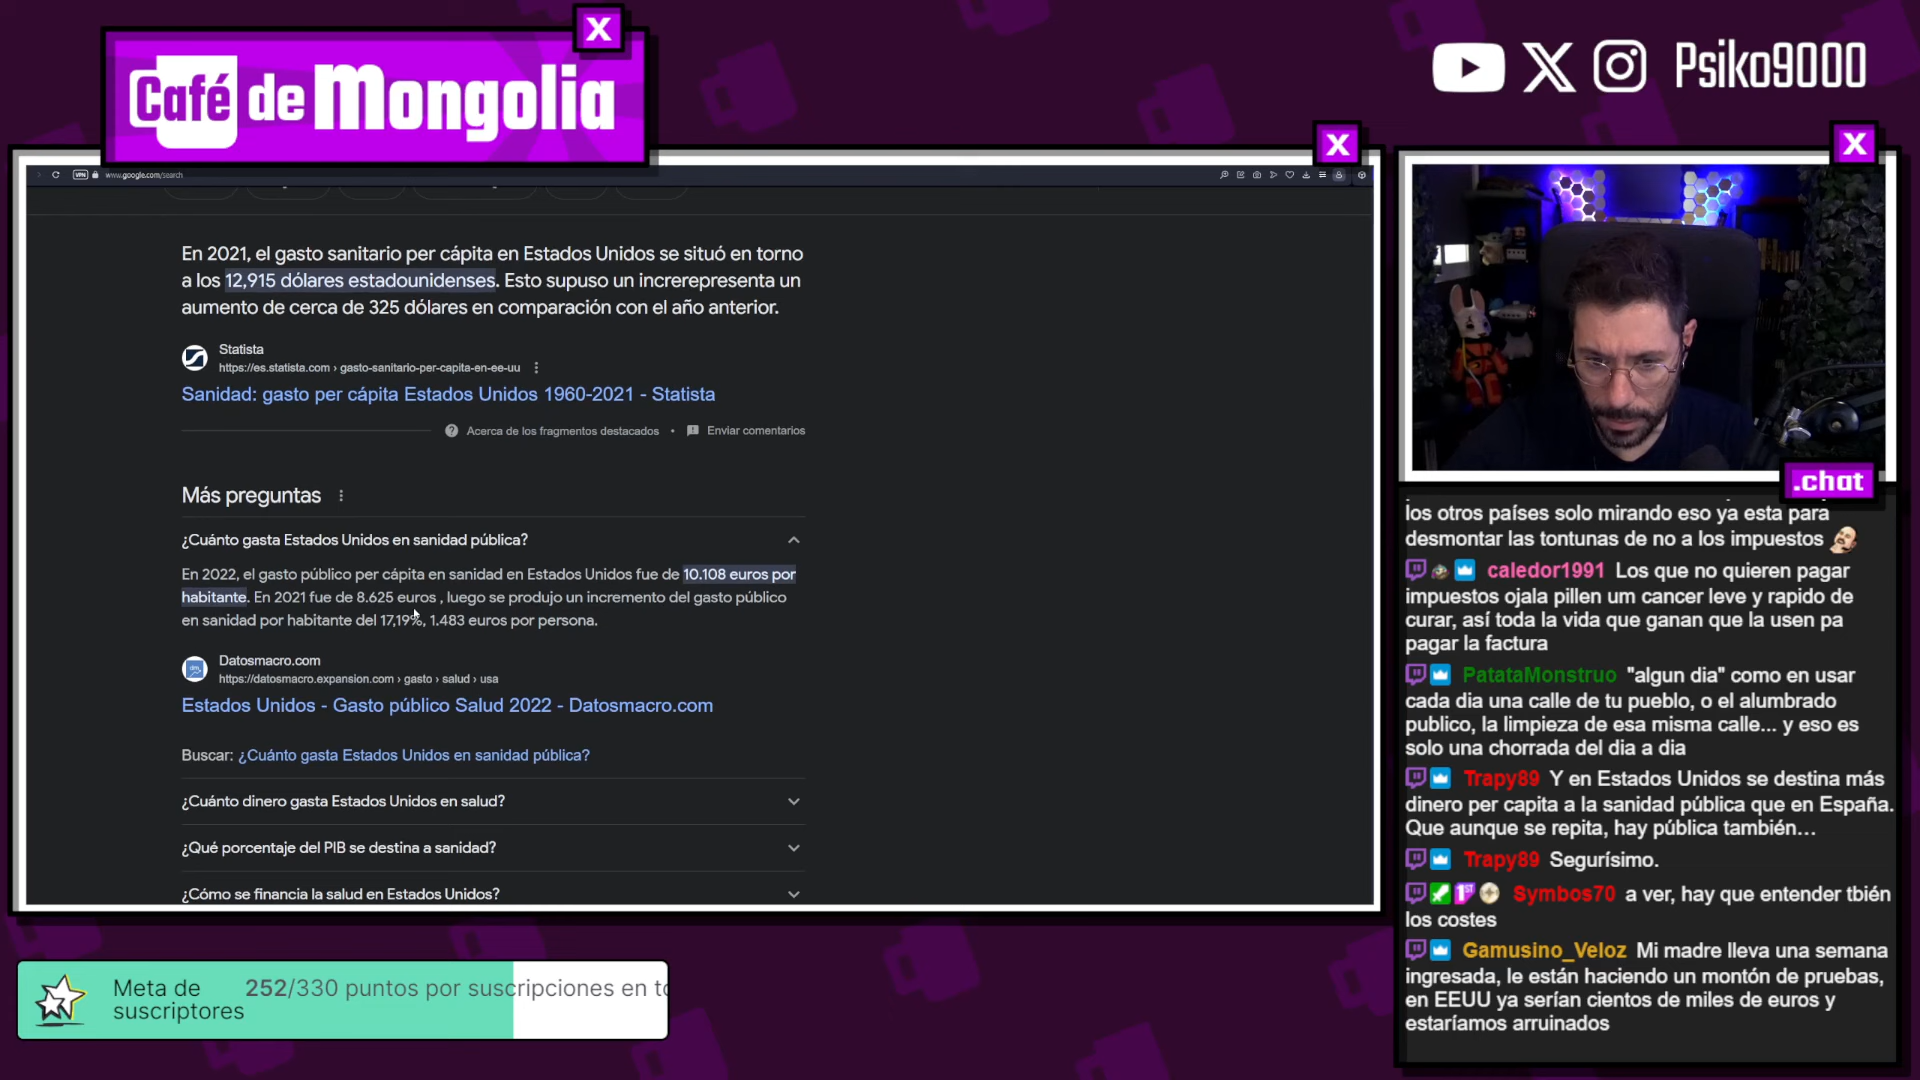 X
Café de Mongolia
Psiko9000
X
X
VPN
www.google.com/search
En 2021, el gasto sanitario per cápita en Estados Unidos se situó en torno
a los 12,915 dólares estadounidenses. Esto supuso un increrepresenta un
aumento de cerca de 325 dólares en comparación con el año anterior.
Statista
https://es.statista.com › gasto-sanitario-per-capita-en-ee-uu
Sanidad: gasto per cápita Estados Unidos 1960-2021 - Statista
Acerca de los fragmentos destacados • Enviar comentarios
Más preguntas
¿Cuánto gasta Estados Unidos en sanidad pública?
En 2022, el gasto público per cápita en sanidad en Estados Unidos fue de 10.108 euros por
habitante. En 2021 fue de 8.625 euros , luego se produjo un incremento del gasto público
en sanidad por habitante del 17,19%, 1.483 euros por persona.
Datosmacro.com
https://datosmacro.expansion.com › gasto › salud › usa
Estados Unidos - Gasto público Salud 2022 - Datosmacro.com
Buscar: ¿Cuánto gasta Estados Unidos en sanidad pública?
¿Cuánto dinero gasta Estados Unidos en salud?
¿Qué porcentaje del PIB se destina a sanidad?
¿Cómo se financia la salud en Estados Unidos?
.chat
los otros países solo mirando eso ya esta para
desmontar las tontunas de no a los impuestos
caledor1991 Los que no quieren pagar
impuestos ojala pillen um cancer leve y rapido de
curar, así toda la vida que ganan que la usen pa
pagar la factura
PatataMonstruo "algun dia" como en usar
cada dia una calle de tu pueblo, o el alumbrado
publico, la limpieza de esa misma calle... y eso es
solo una chorrada del dia a dia
Trapy89 Y en Estados Unidos se destina más
dinero per capita a la sanidad pública que en España.
Que aunque se repita, hay pública también…
Trapy89 Segurísimo.
1ST Symbos70 a ver, hay que entender tbién
los costes
Gamusino_Veloz Mi madre lleva una semana
ingresada, le están haciendo un montón de pruebas,
en EEUU ya serían cientos de miles de euros y
estaríamos arruinados
Meta de
suscriptores
252/330 puntos por suscripciones en to